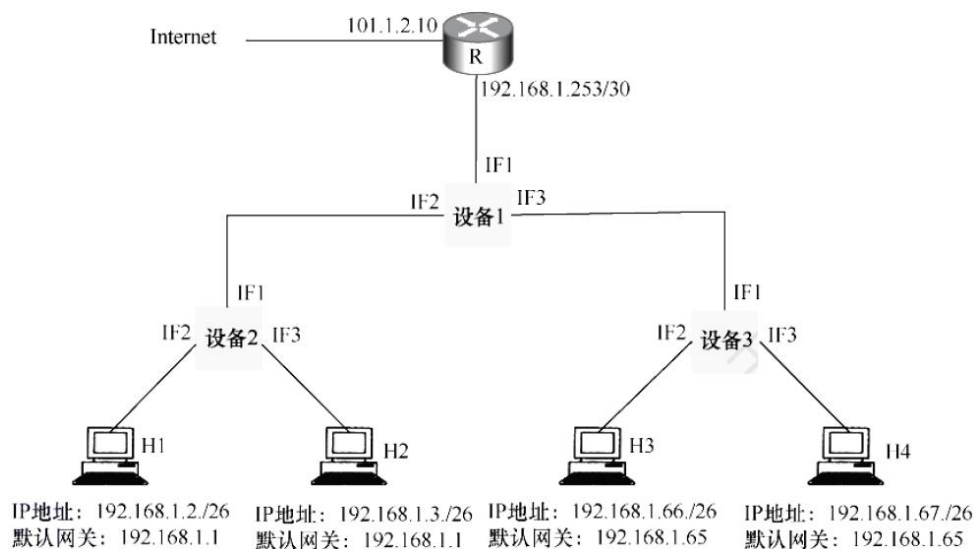 Internet
101.1.2.10
R
192.168.1.253/30
IF1
IF2
设备1
IF3
IF1
IF2
设备2
IF3
IF1
IF2
设备3
IF3
H1
H2
H3
H4
IP地址：192.168.1.2./26
默认网关：192.168.1.1
IP地址：192.168.1.3./26
默认网关：192.168.1.1
IP地址：192.168.1.66./26
默认网关：192.168.1.65
IP地址：192.168.1.67./26
默认网关：192.168.1.65